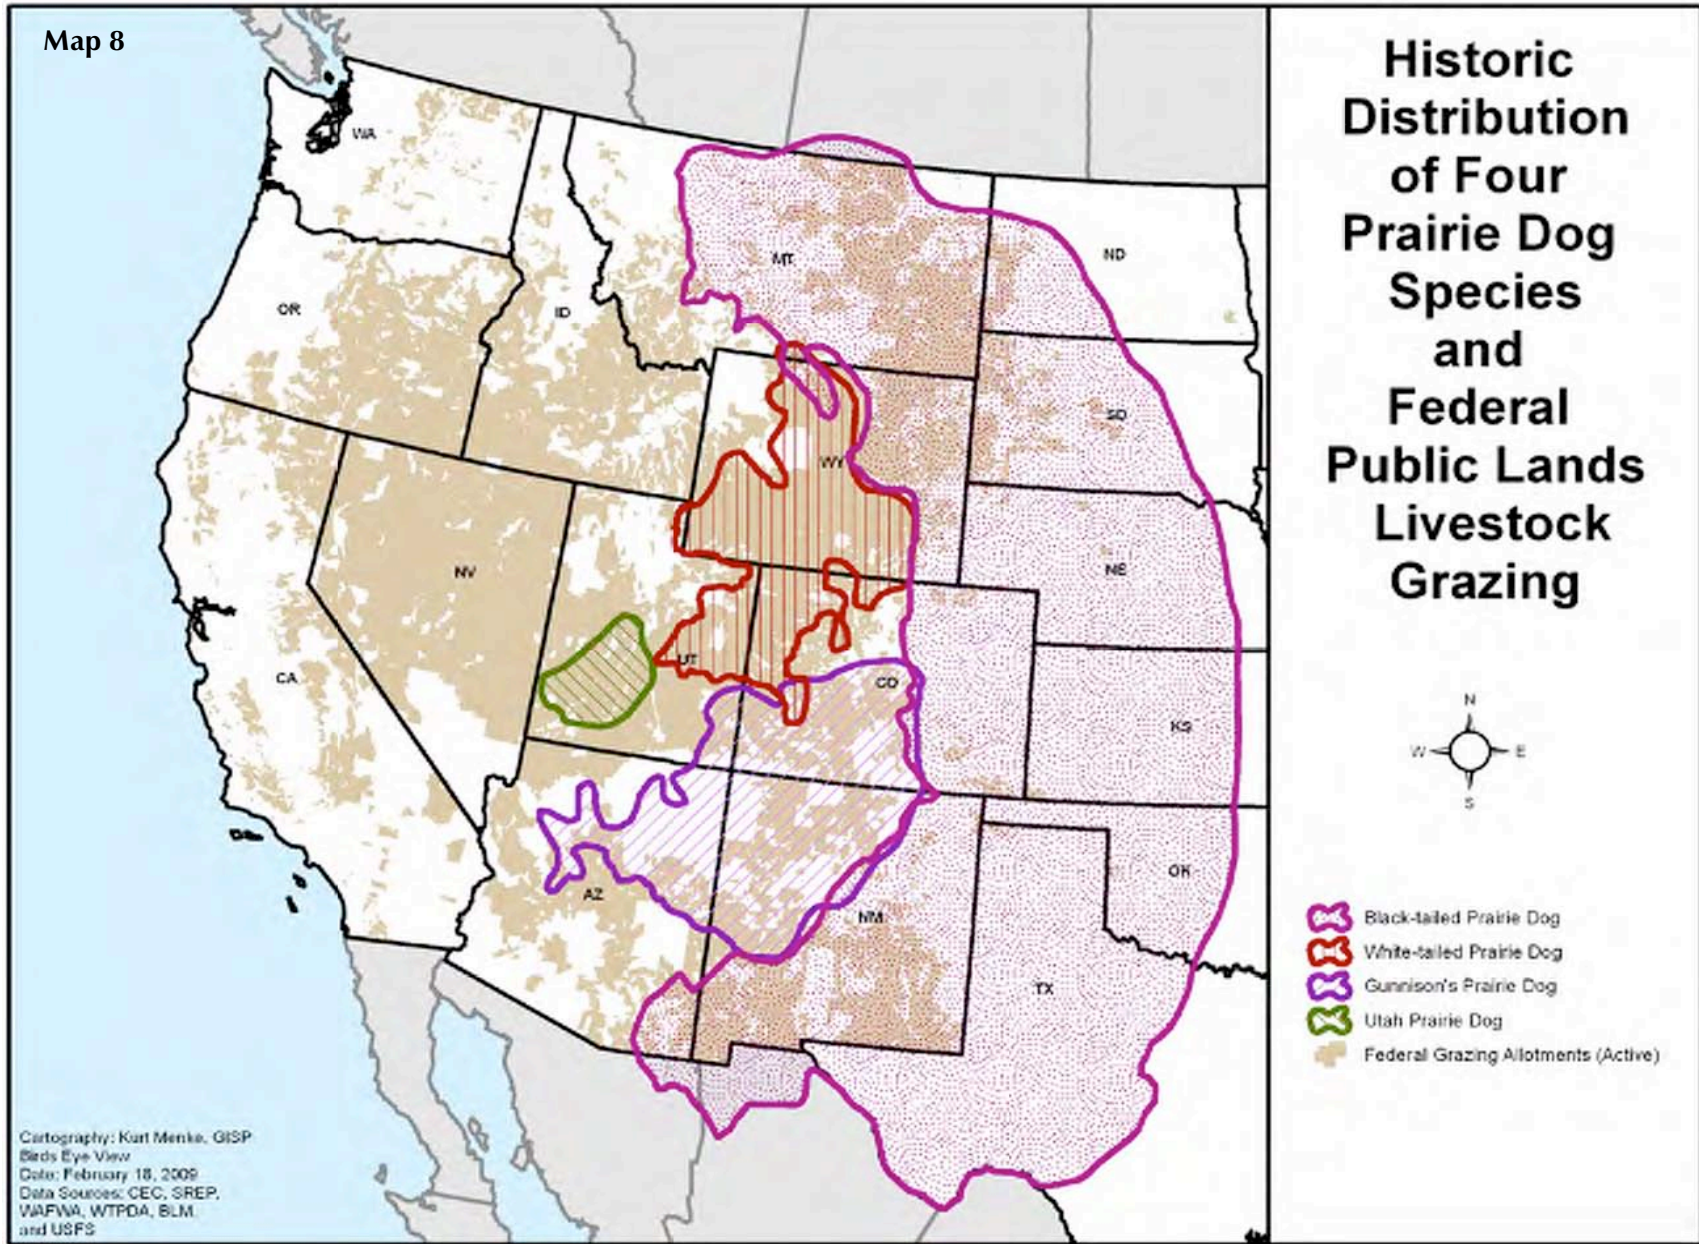 Map 8
Historic
Distribution
of Four
Prairie Dog
Species
and
Federal
Public Lands
Livestock
Grazing
WA
MT
ND
OR
ID
SD
WY
NE
NV
UT
CA
CO
KS
AZ
NM
OK
TX
N
W E
S
Black-tailed Prairie Dog
White-tailed Prairie Dog
Gunnison's Prairie Dog
Utah Prairie Dog
Federal Grazing Allotments (Active)
Cartography: Kurt Menke, GISP
Birds Eye View
Date: February 18, 2009
Data Sources: CEC, SREP,
WAFWA, WTPDA, BLM,
and USFS